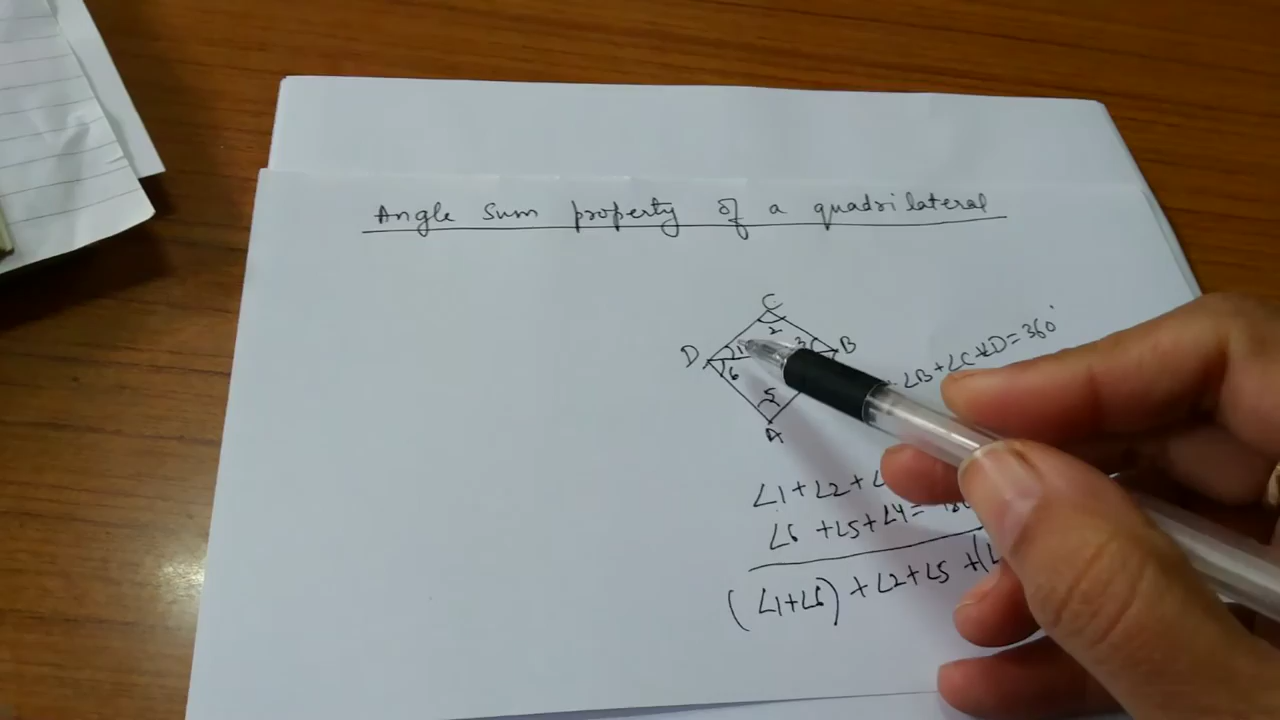 Angle sum property of a quadrilateral
C
2
D 1 3 B
6
5
A
∠B+∠C+∠D=360°
∠1+∠2+
∠6 +∠5+∠4= 180
(∠1+∠6)+∠2+∠5 +(∠